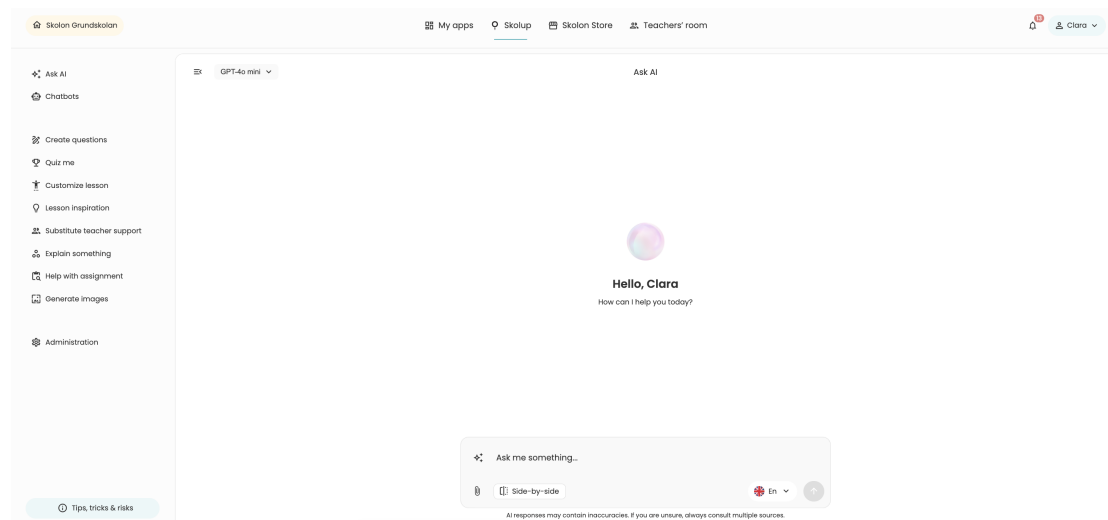 Skolon Grundskolan
My apps
Skolup
Skolon Store
Teachers' room
13
Clara
Ask AI
Chatbots
Create questions
Quiz me
Customize lesson
Lesson inspiration
Substitute teacher support
Explain something
Help with assignment
Generate images
Administration
Tips, tricks & risks
GPT-4o mini
Ask AI
Hello, Clara
How can I help you today?
Ask me something...
Side-by-side
En
AI responses may contain inaccuracies. If you are unsure, always consult multiple sources.